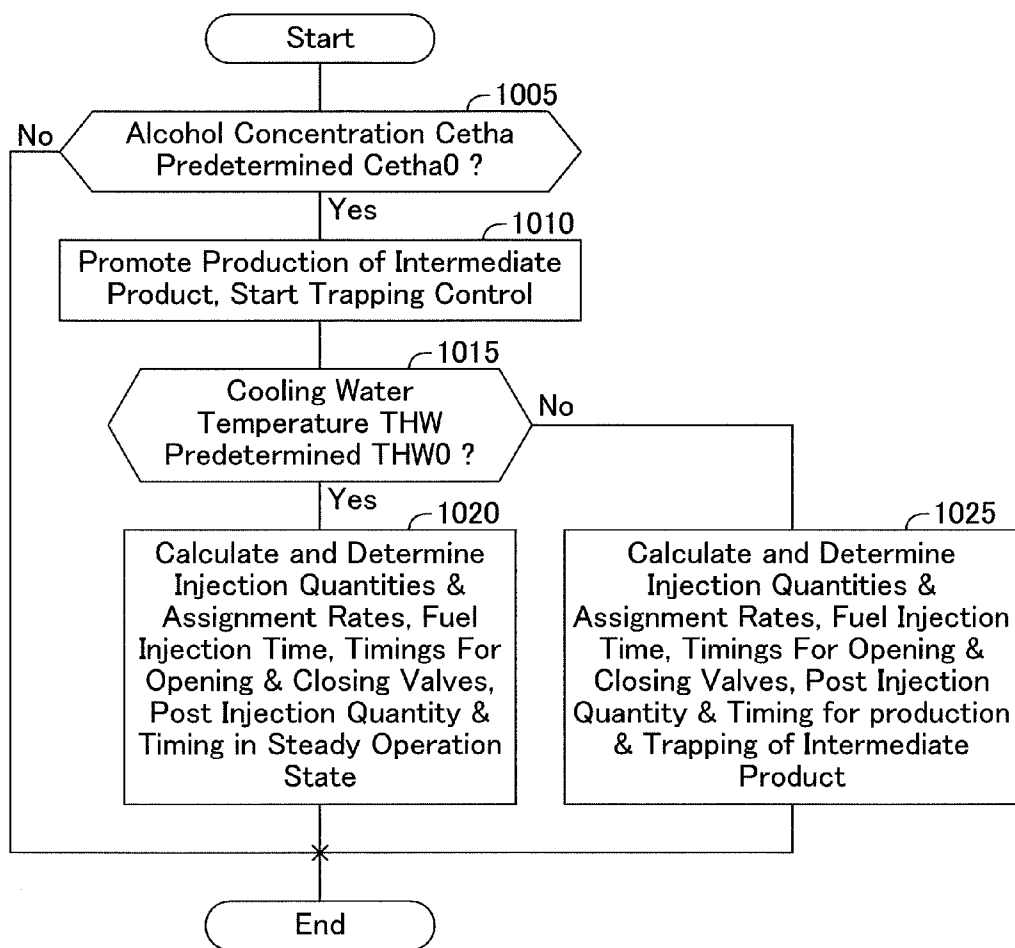 Start
1005
Alcohol Concentration Cetha
Predetermined Cetha0 ?
No
Yes
1010
Promote Production of Intermediate
Product, Start Trapping Control
1015
Cooling Water
Temperature THW
Predetermined THW0 ?
No
Yes
1020
Calculate and Determine
Injection Quantities &
Assignment Rates, Fuel
Injection Time, Timings For
Opening & Closing Valves,
Post Injection Quantity &
Timing in Steady Operation
State
1025
Calculate and Determine
Injection Quantities &
Assignment Rates, Fuel Injection
Time, Timings For Opening &
Closing Valves, Post Injection
Quantity & Timing for production
& Trapping of Intermediate
Product
End